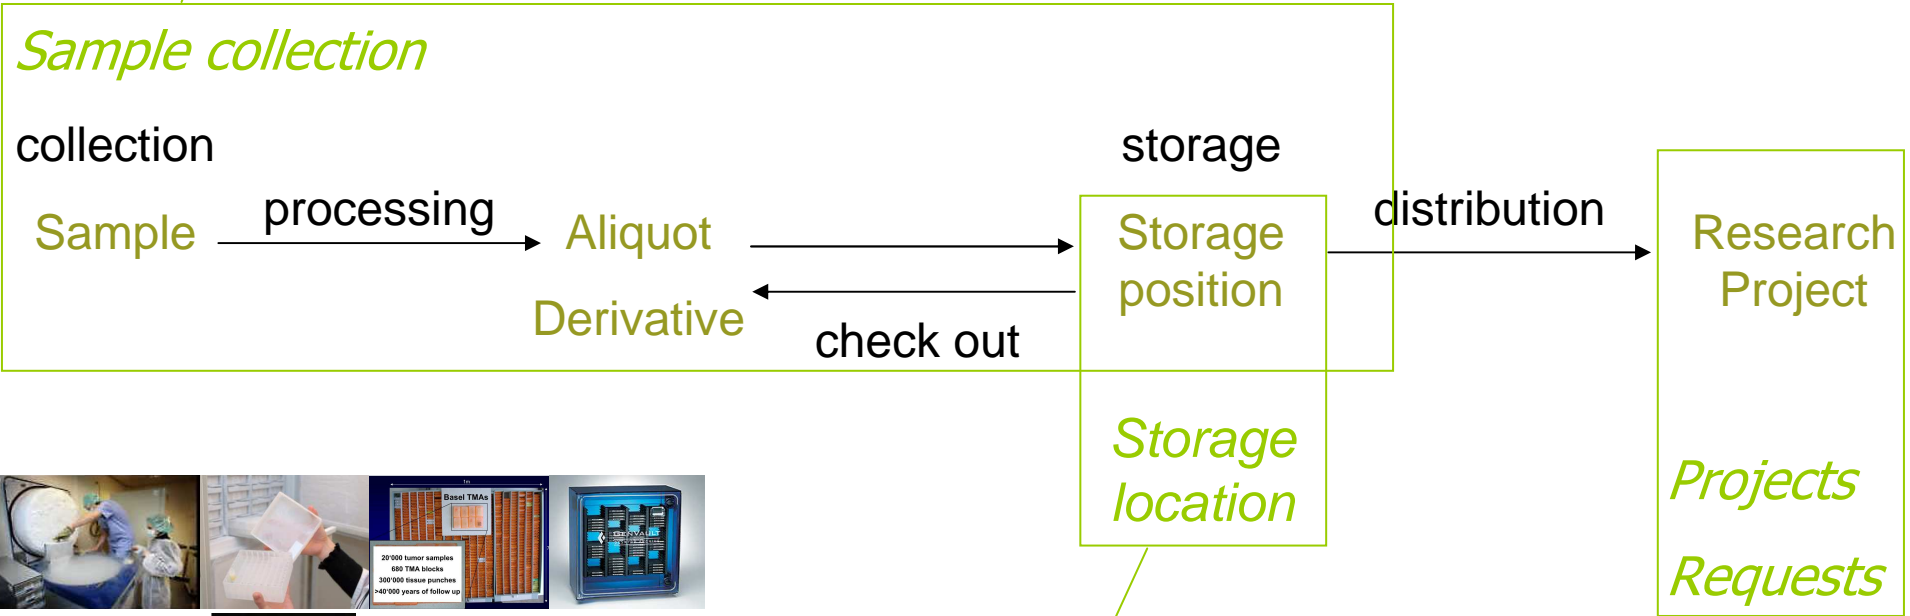 Sample collection
collection
storage
processing
distribution
Sample
Aliquot
Storage
position
Research
Project
Derivative
check out
Storage
location
Projects
Requests
1m
Basel TMAs
20'000 tumor samples
680 TMA blocks
300'000 tissue punches
>40'000 years of follow up
GENVAULT